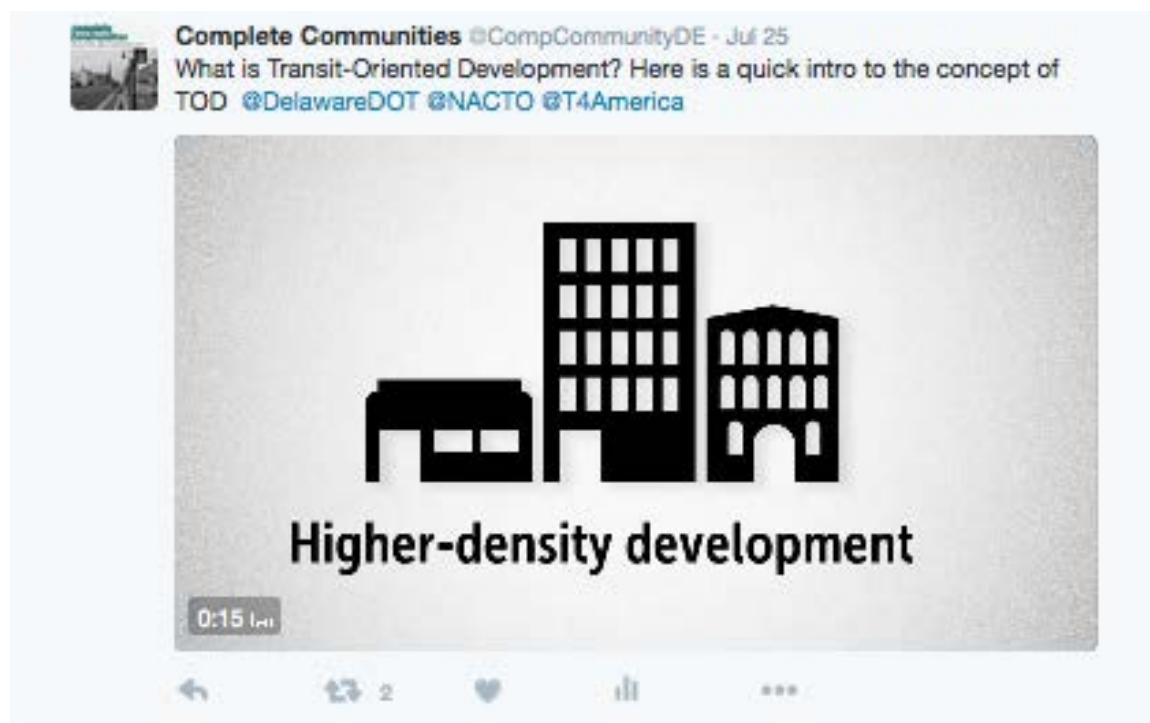 Complete Communities @CompCommunityDE · Jul 25
What is Transit-Oriented Development? Here is a quick intro to the concept of
TOD @DelawareDOT @NACTO @T4America
Higher-density development
0:15
2